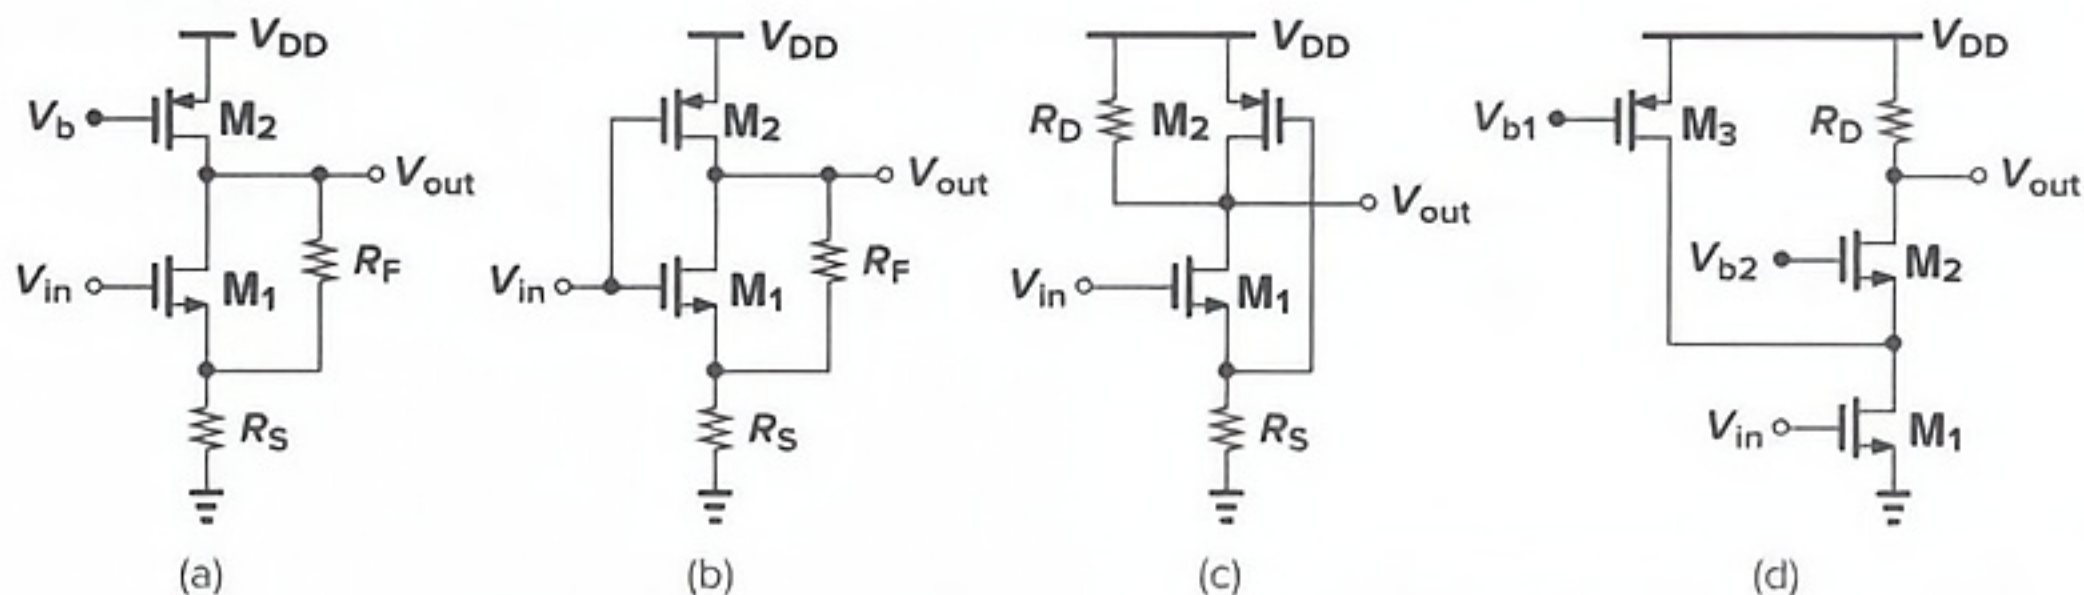 VDD
Vb
M2
Vout
Vin
M1
RF
RS
(a)
VDD
M2
Vout
Vin
M1
RF
RS
(b)
VDD
RD
M2
Vout
Vin
M1
RS
(c)
VDD
Vb1
M3
RD
Vout
Vb2
M2
Vin
M1
(d)